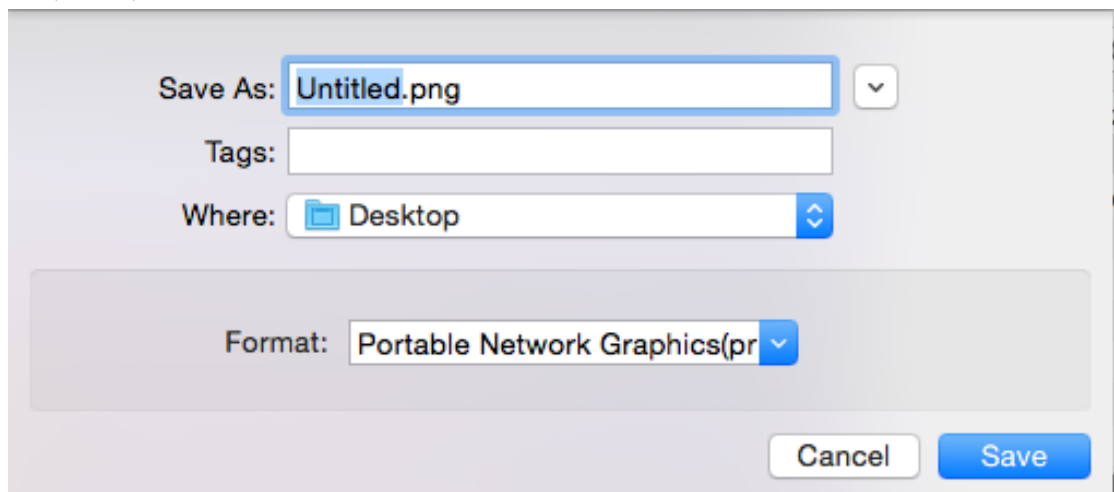 Save As: Untitled.png
Tags:
Where: Desktop
Format: Portable Network Graphics(pr
Cancel Save